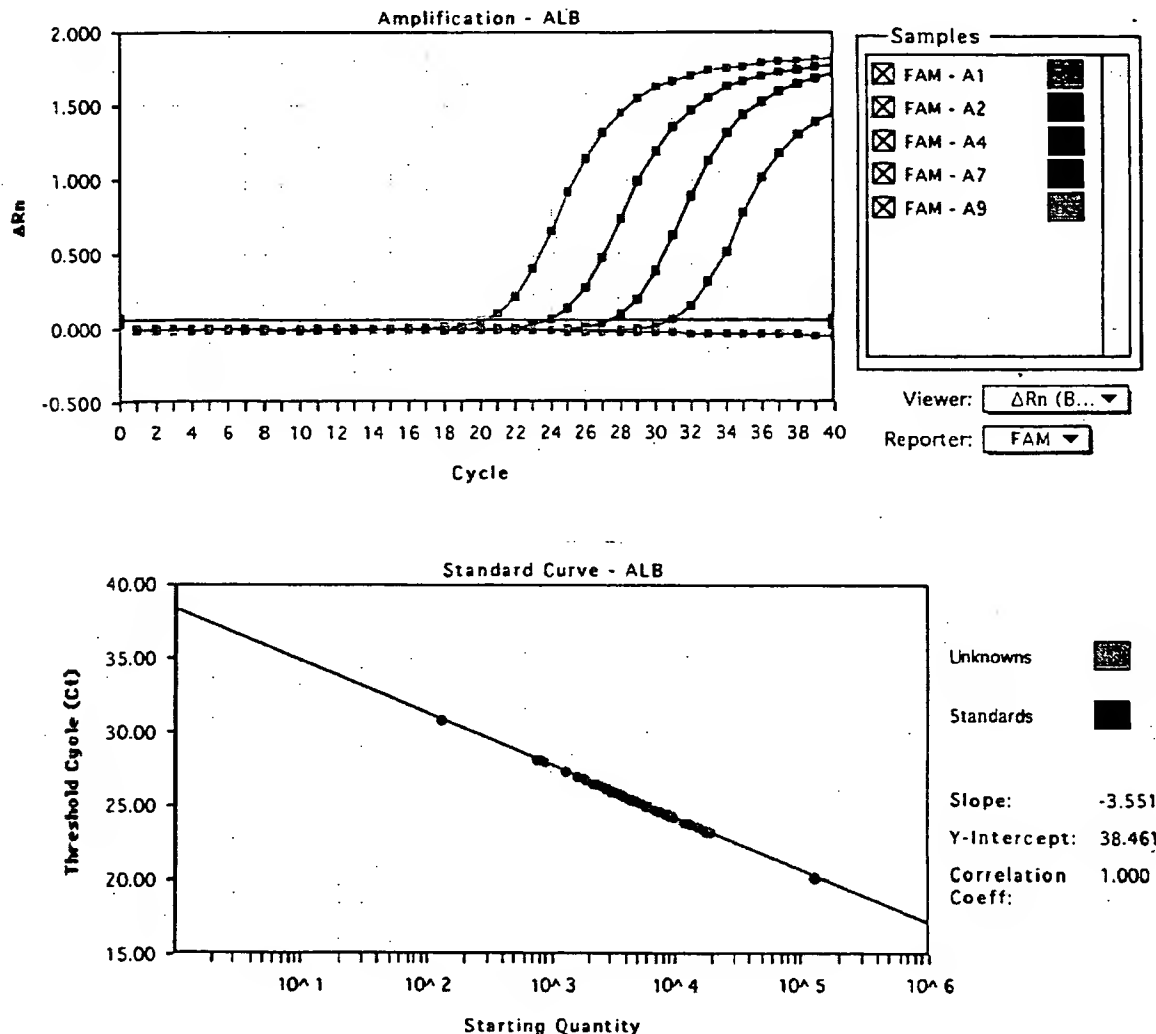 Amplification - ALB
2.000
1.500
1.000
0.500
0.000
-0.500
ΔRn
0 2 4 6 8 10 12 14 16 18 20 22 24 26 28 30 32 34 36 38 40
Cycle
Samples
FAM - A1
FAM - A2
FAM - A4
FAM - A7
FAM - A9
Viewer: ΔRn (B... ▼
Reporter: FAM ▼
Standard Curve - ALB
40.00
35.00
30.00
25.00
20.00
15.00
Threshold Cycle (Ct)
10^1 10^2 10^3 10^4 10^5 10^6
Starting Quantity
Unknowns
Standards
Slope: -3.551
Y-Intercept: 38.461
Correlation 1.000
Coeff: